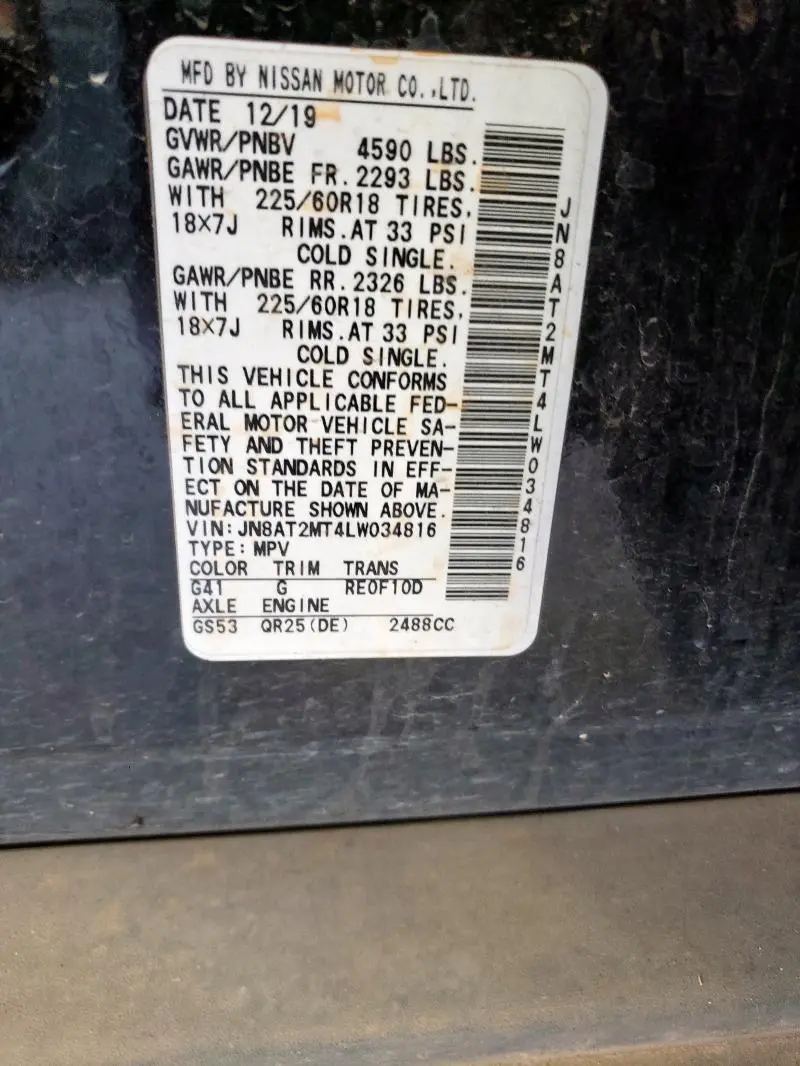 MFD BY NISSAN MOTOR CO.,LTD.
DATE 12/19
GVWR/PNBV 4590 LBS.
GAWR/PNBE FR.2293 LBS.
WITH 225/60R18 TIRES,
18X7J RIMS.AT 33 PSI
COLD SINGLE.
GAWR/PNBE RR.2326 LBS.
WITH 225/60R18 TIRES,
18X7J RIMS.AT 33 PSI
COLD SINGLE.
THIS VEHICLE CONFORMS
TO ALL APPLICABLE FED-
ERAL MOTOR VEHICLE SA-
FETY AND THEFT PREVEN-
TION STANDARDS IN EFF-
ECT ON THE DATE OF MA-
NUFACTURE SHOWN ABOVE.
VIN:JN8AT2MT4LW034816
TYPE:MPV
COLOR TRIM TRANS
G41 G RE0F10D
AXLE ENGINE
GS53 QR25(DE) 2488CC
JN8AT2MT4LW034816